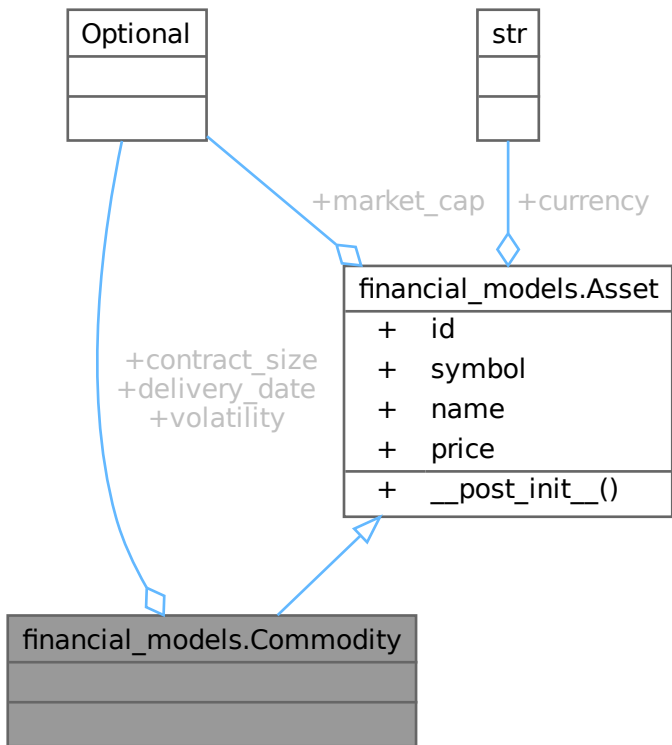 Optional
str
+market_cap
+currency
financial_models.Asset
+ id
+ symbol
+ name
+ price
+ __post_init__()
+contract_size
+delivery_date
+volatility
financial_models.Commodity